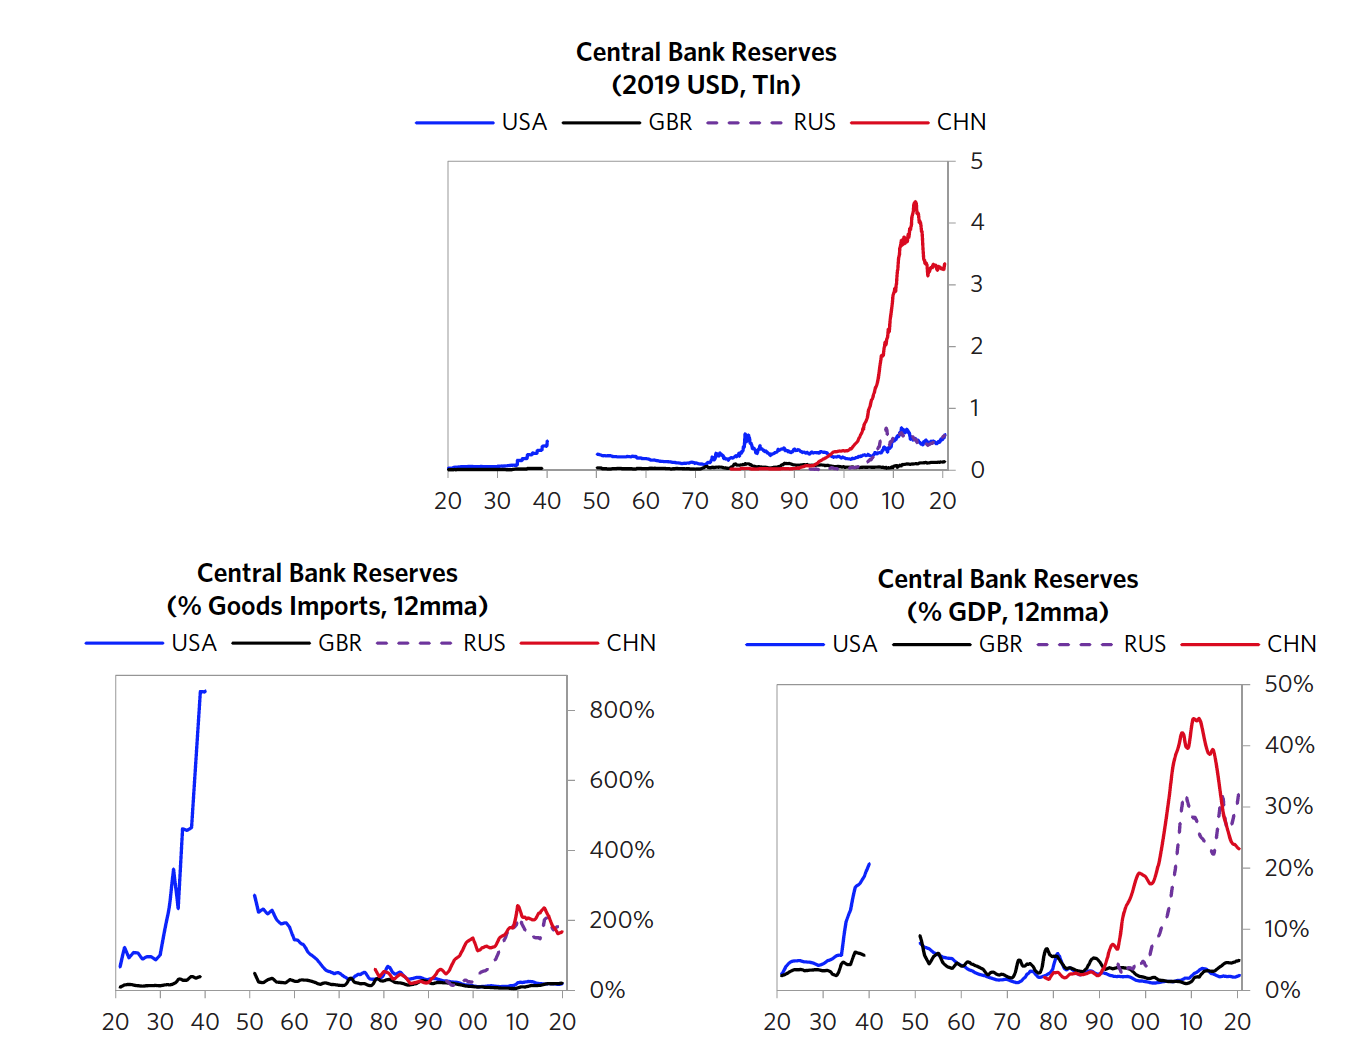 Central Bank Reserves
(2019 USD, Tln)
USA GBR RUS CHN
5
4
3
2
1
0
20 30 40 50 60 70 80 90 00 10 20
Central Bank Reserves
(% Goods Imports, 12mma)
USA GBR RUS CHN
800%
600%
400%
200%
0%
20 30 40 50 60 70 80 90 00 10 20
Central Bank Reserves
(% GDP, 12mma)
USA GBR RUS CHN
50%
40%
30%
20%
10%
0%
20 30 40 50 60 70 80 90 00 10 20